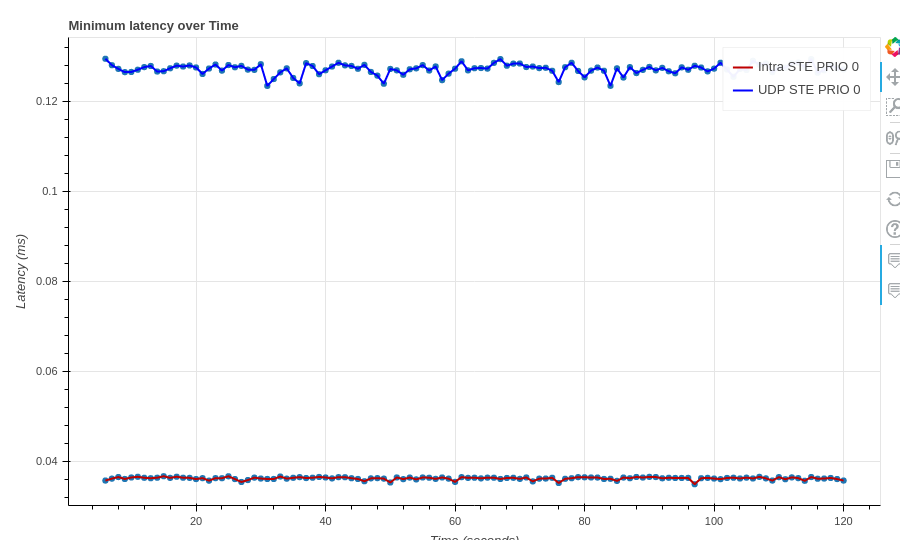 Minimum latency over Time
Intra STE PRIO 0
UDP STE PRIO 0
0.12
0.1
0.08
0.06
0.04
Latency (ms)
20
40
60
80
100
120
Time (seconds)